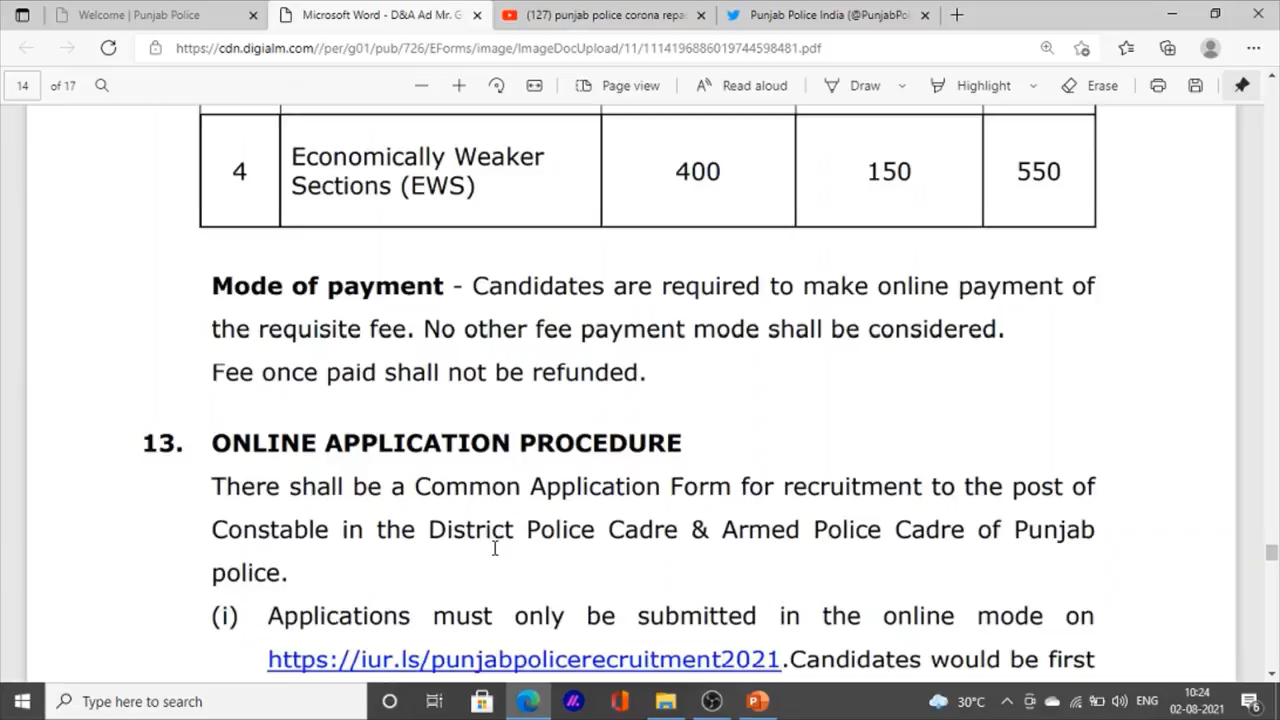 Welcome | Punjab Police
Microsoft Word - D&A Ad Mr. G
(127) punjab police corona repa
Punjab Police India (@PunjabPol
https://cdn.digialm.com//per/g01/pub/726/EForms/image/ImageDocUpload/11/1114196886019744598481.pdf
14 of 17
Page view
Read aloud
Draw
Highlight
Erase
4 Economically Weaker Sections (EWS) 400 150 550
Mode of payment - Candidates are required to make online payment of
the requisite fee. No other fee payment mode shall be considered.
Fee once paid shall not be refunded.
13. ONLINE APPLICATION PROCEDURE
There shall be a Common Application Form for recruitment to the post of
Constable in the District Police Cadre & Armed Police Cadre of Punjab
police.
(i) Applications must only be submitted in the online mode on
https://iur.ls/punjabpolicerecruitment2021.Candidates would be first
Type here to search
30°C
ENG
10:24
02-08-2021
6